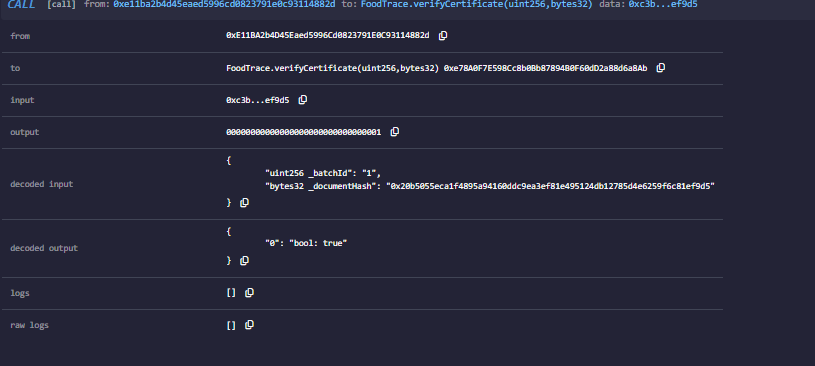 CALL [call] from: 0xe11ba2b4d45eaed5996cd0823791e0c93114882d to: FoodTrace.verifyCertificate(uint256,bytes32) data: 0xc3b...ef9d5
from 0xE11BA2b4D45Eaed5996Cd0823791E0C93114882d
to FoodTrace.verifyCertificate(uint256,bytes32) 0xe78A0F7E598Cc8b0Bb87894B0F60dD2a88d6a8Ab
input 0xc3b...ef9d5
output 0000000000000000000000000000000001
decoded input {
"uint256 _batchId": "1",
"bytes32 _documentHash": "0x20b5055eca1f4895a94160ddc9ea3ef81e495124db12785d4e6259f6c81ef9d5"
}
decoded output {
"0": "bool: true"
}
logs []
raw logs []